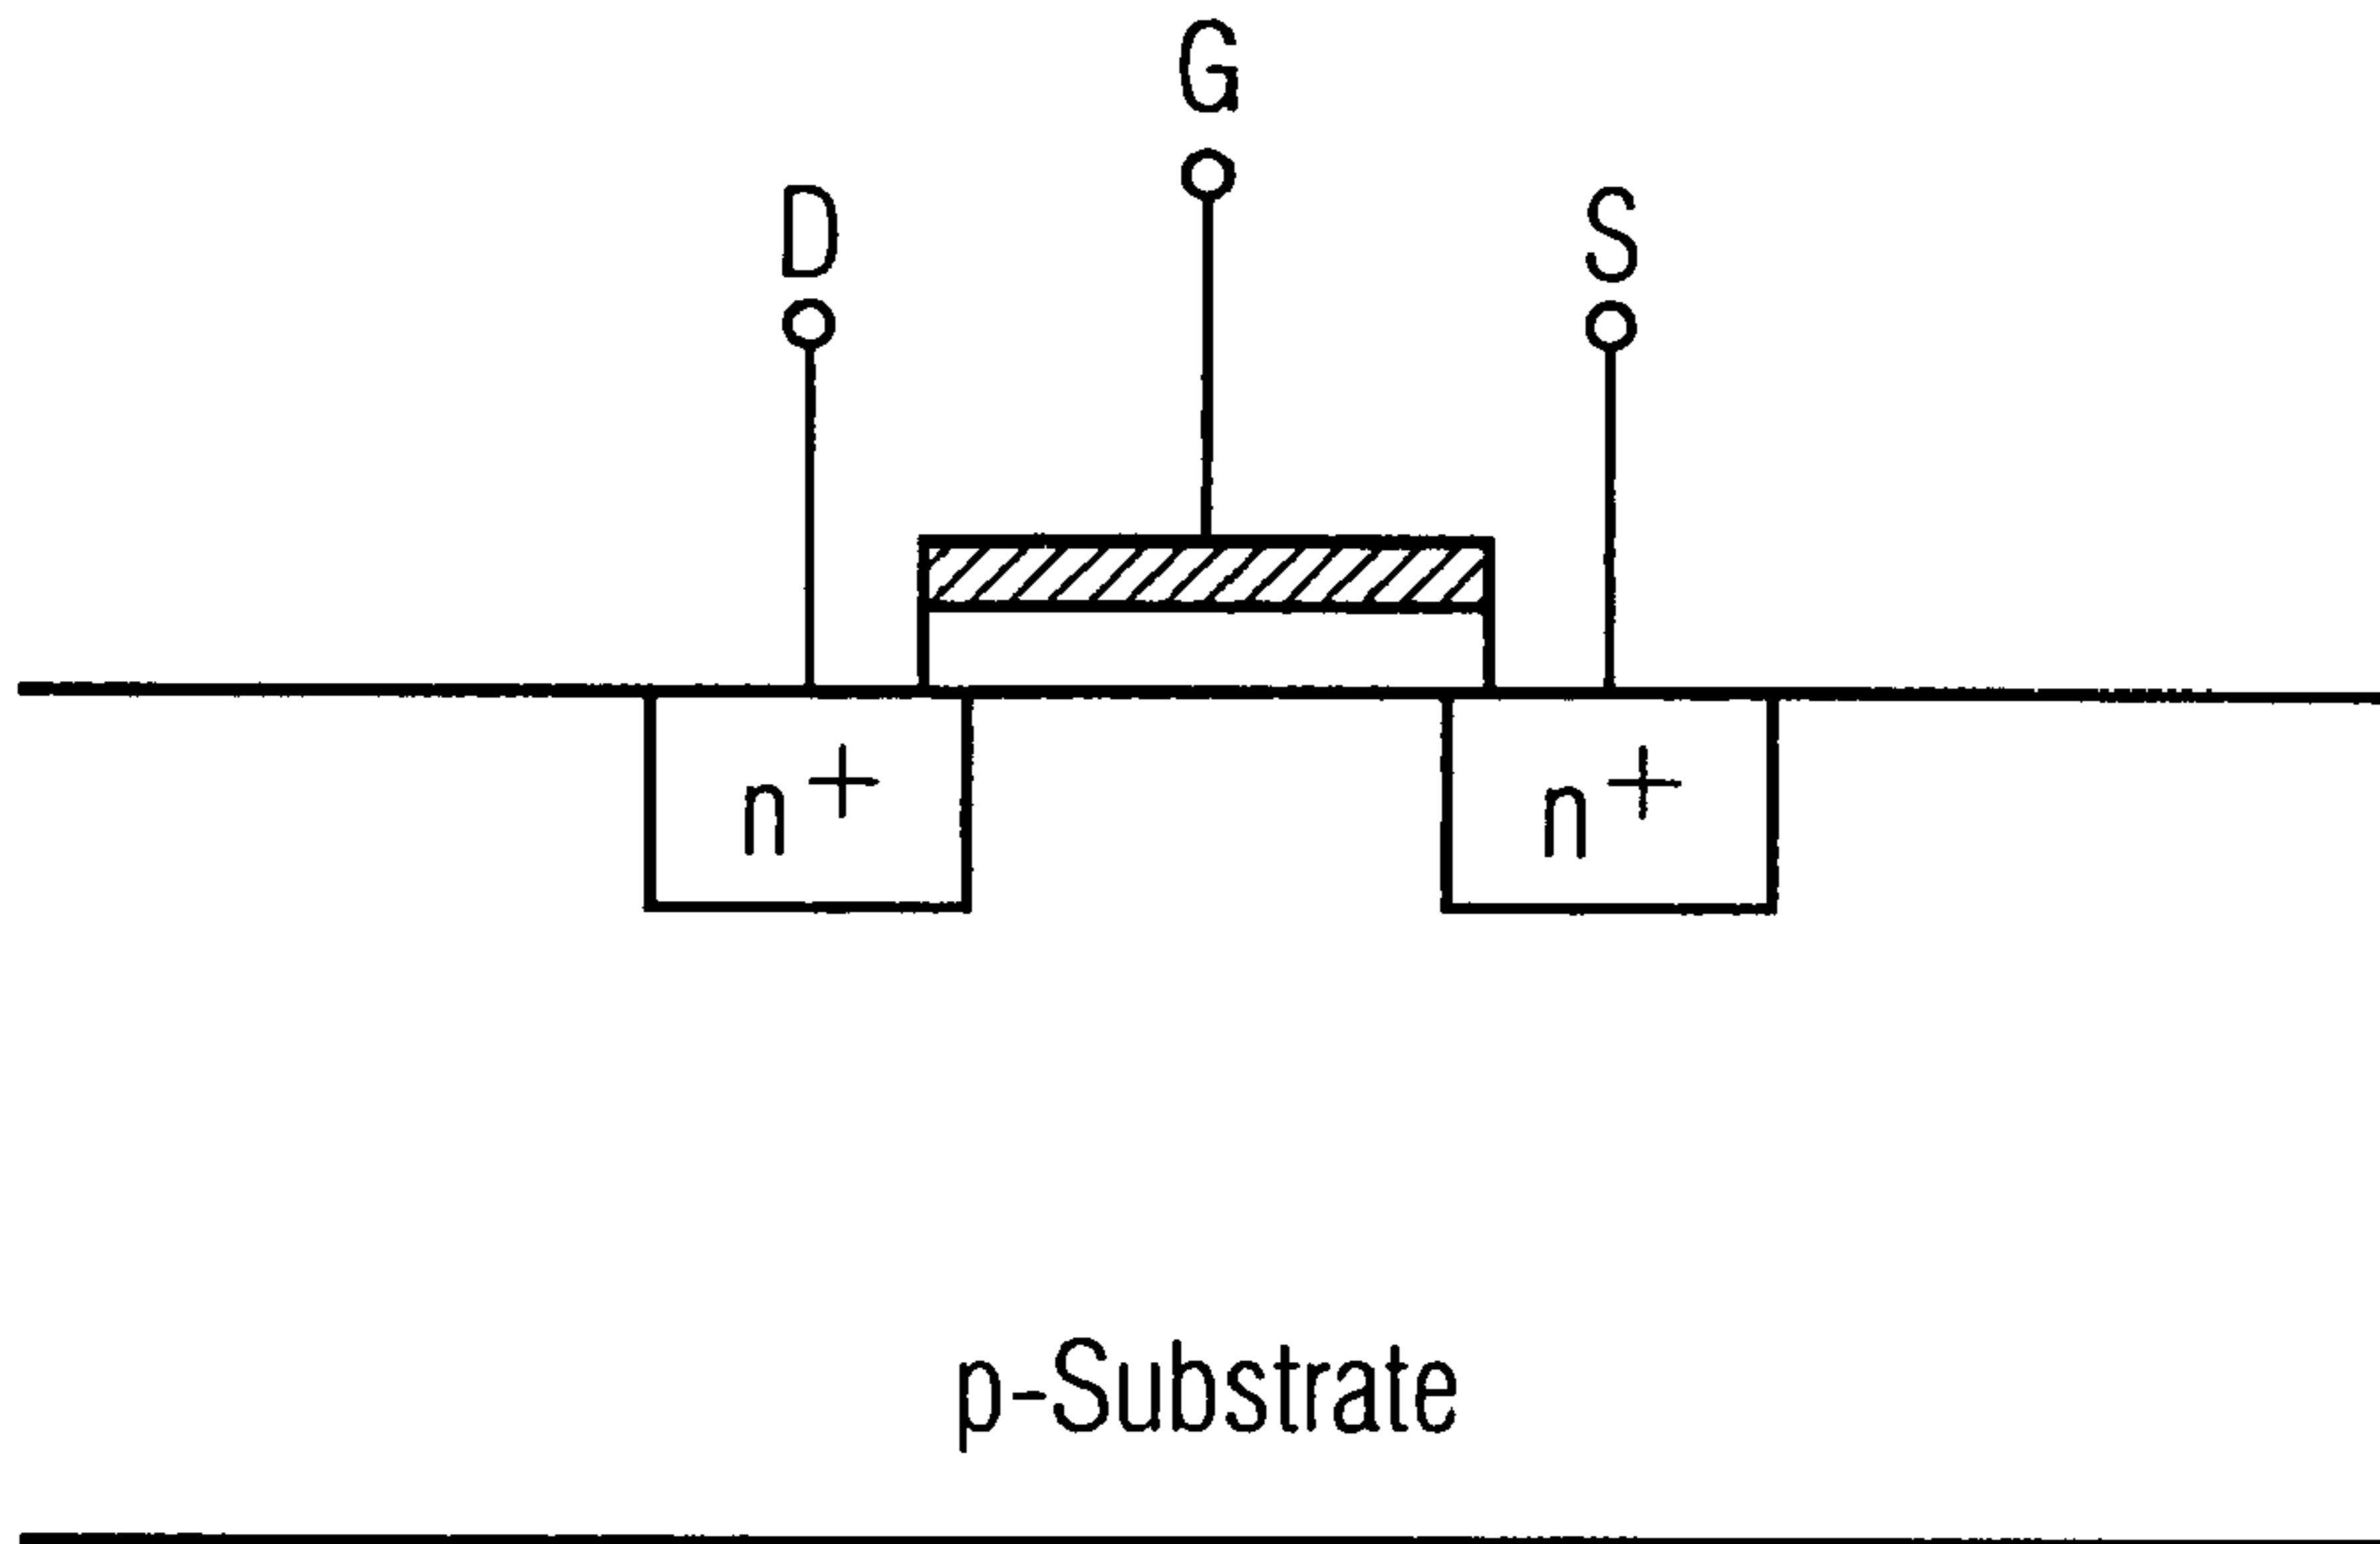 G
D
S
n+
n+
p-Substrate